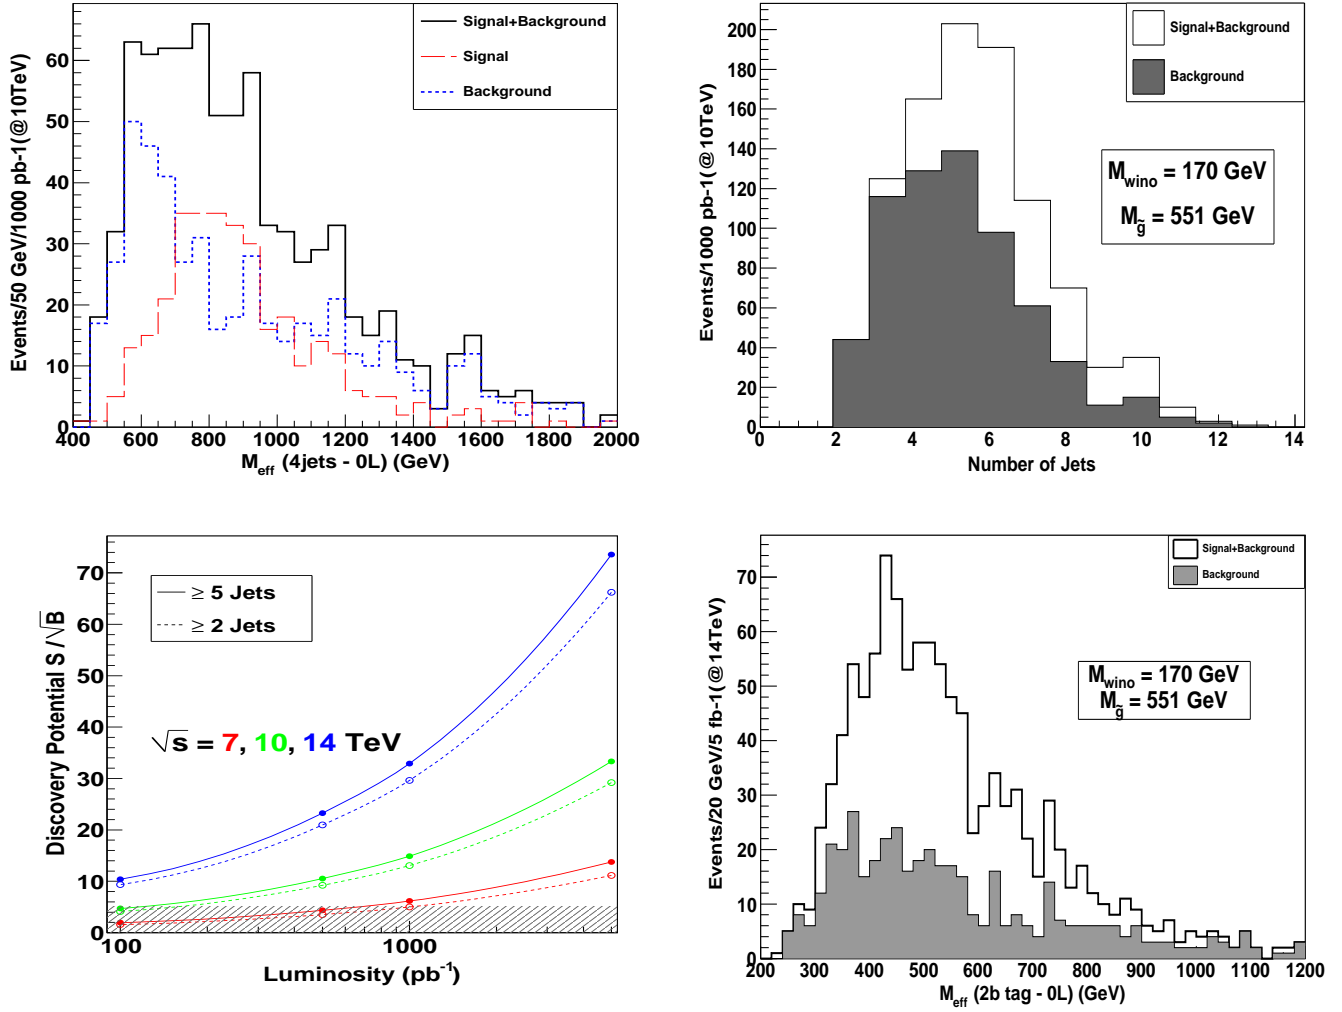 Signal+Background
Signal
Background
Events/50 GeV/1000 pb-1(@10TeV)
60
50
40
30
20
10
0
400 600 800 1000 1200 1400 1600 1800 2000
M_eff (4jets - 0L) (GeV)
Signal+Background
Background
M_wino = 170 GeV
M_g̃ = 551 GeV
Events/1000 pb-1(@10TeV)
200
180
160
140
120
100
80
60
40
20
0
0 2 4 6 8 10 12 14
Number of Jets
≥ 5 Jets
≥ 2 Jets
√s = 7, 10, 14 TeV
Discovery Potential S /√B
70
60
50
40
30
20
10
0
100 1000
Luminosity (pb⁻¹)
Signal+Background
Background
M_wino = 170 GeV
M_g̃ = 551 GeV
Events/20 GeV/5 fb-1(@14TeV)
70
60
50
40
30
20
10
0
200 300 400 500 600 700 800 900 1000 1100 1200
M_eff (2b tag - 0L) (GeV)